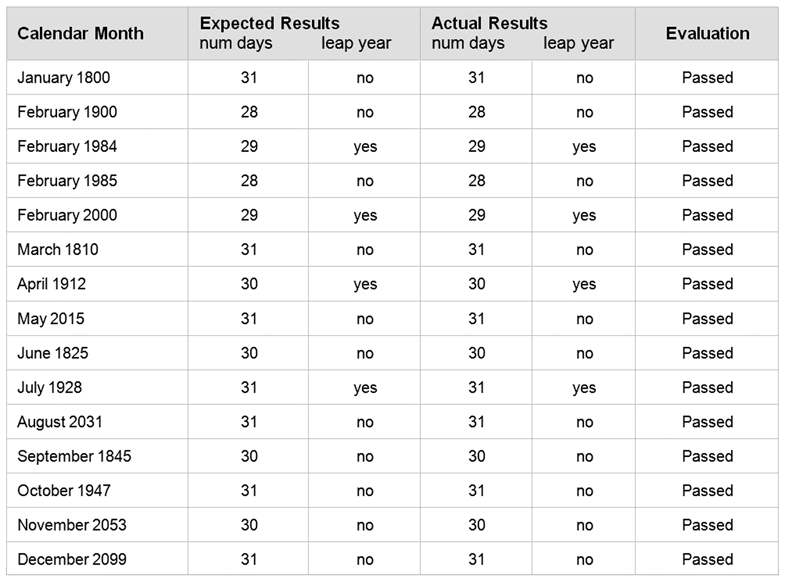 Calendar Month Expected Results Actual Results Evaluation
num days leap year num days leap year
January 1800 31 no 31 no Passed
February 1900 28 no 28 no Passed
February 1984 29 yes 29 yes Passed
February 1985 28 no 28 no Passed
February 2000 29 yes 29 yes Passed
March 1810 31 no 31 no Passed
April 1912 30 yes 30 yes Passed
May 2015 31 no 31 no Passed
June 1825 30 no 30 no Passed
July 1928 31 yes 31 yes Passed
August 2031 31 no 31 no Passed
September 1845 30 no 30 no Passed
October 1947 31 no 31 no Passed
November 2053 30 no 30 no Passed
December 2099 31 no 31 no Passed